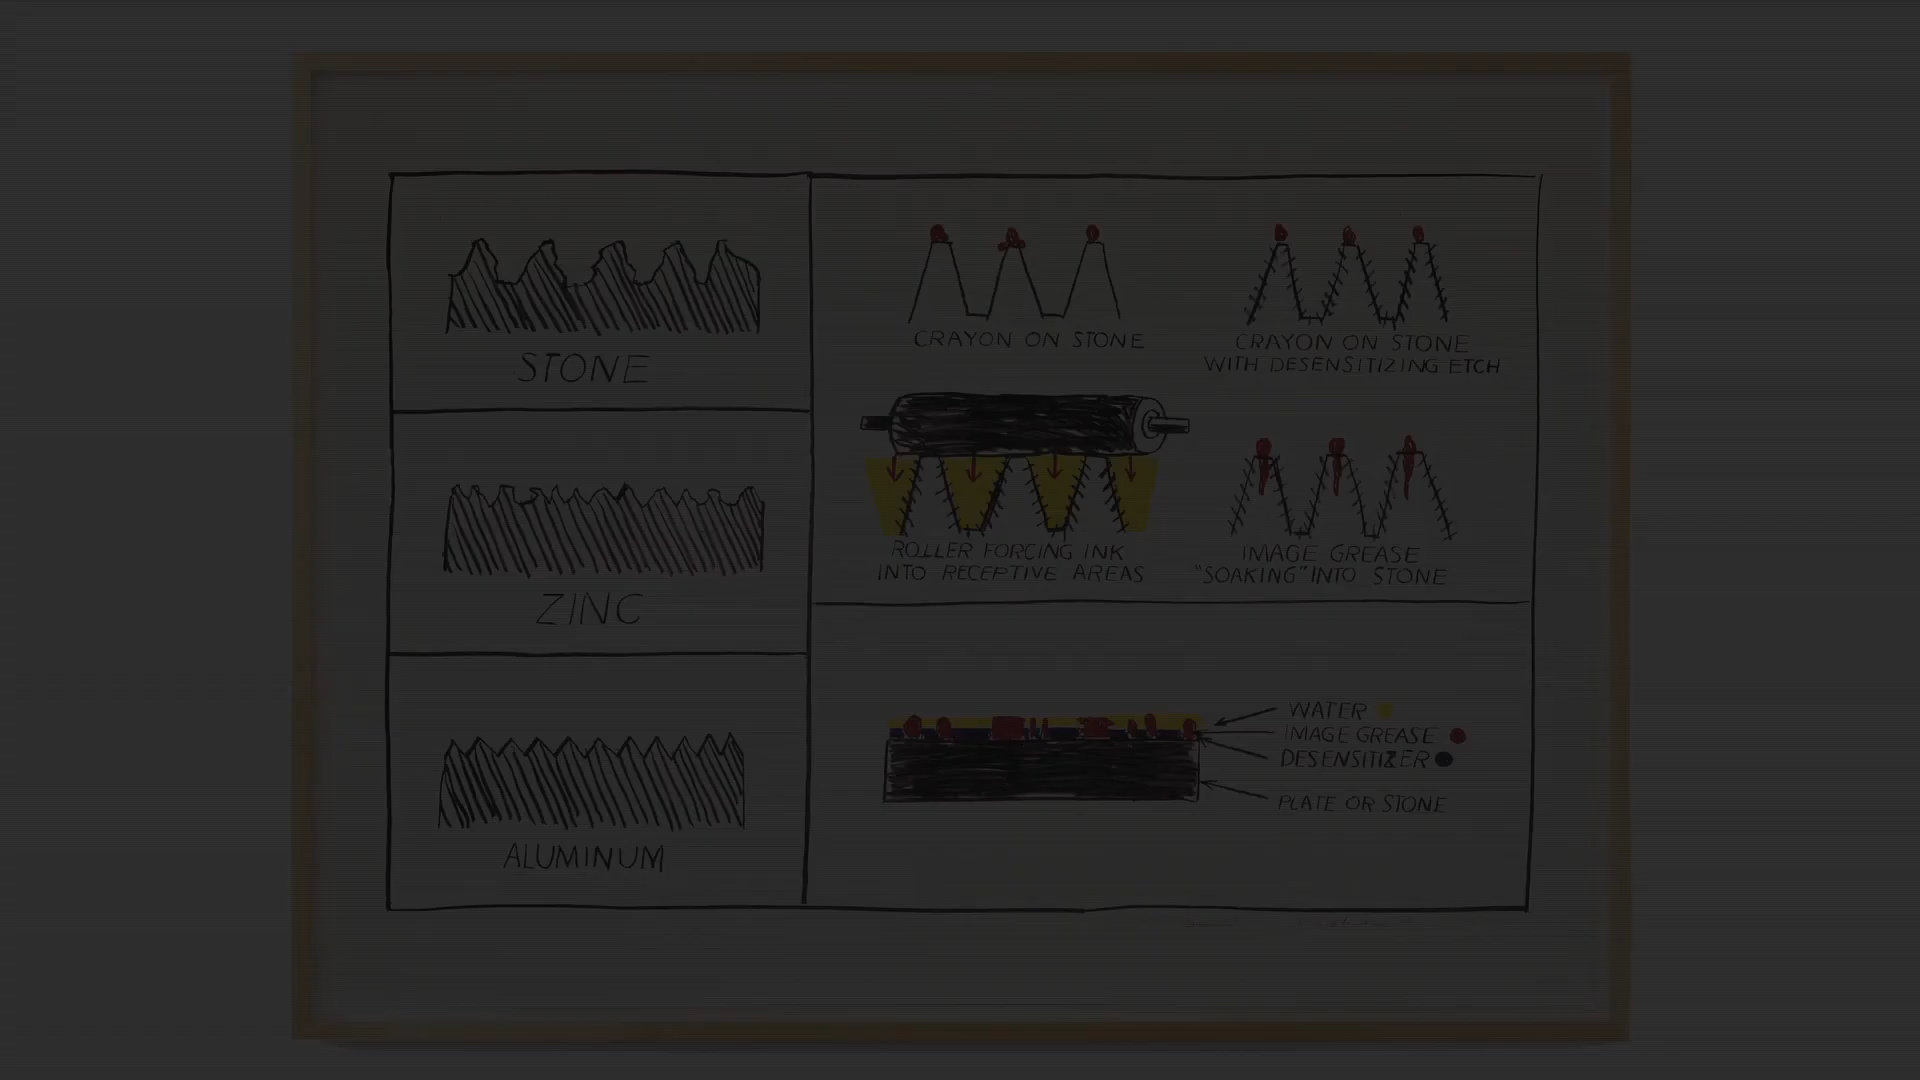 STONE
ZINC
ALUMINUM
CRAYON ON STONE
CRAYON ON STONE
WITH DESENSITIZING ETCH
ROLLER FORCING INK
INTO RECEPTIVE AREAS
IMAGE GREASE
"SOAKING" INTO STONE
WATER
IMAGE GREASE
DESENSITIZER
PLATE OR STONE